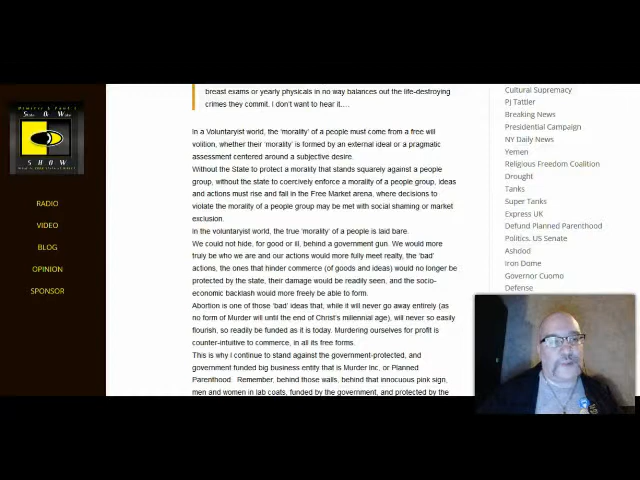 SHOW
RADIO
VIDEO
BLOG
OPINION
SPONSOR
breast exams or yearly physicals in no way balances out the life-destroying
crimes they commit. I don't want to hear it....
In a Voluntaryist world, the 'morality' of a people must come from a free will
volition, whether their 'morality' is formed by an external ideal or a pragmatic
assessment centered around a subjective desire.
Without the State to protect a morality that stands squarely against a people
group, without the state to coercively enforce a morality of a people group, ideas
and actions must rise and fall in the Free Market arena, where decisions to
violate the morality of a people group may be met with social shaming or market
exclusion.
In the voluntaryist world, the true 'morality' of a people is laid bare.
We could not hide, for good or ill, behind a government gun. We would more
truly be who we are and our actions would more fully meet realty, the 'bad'
actions, the ones that hinder commerce (of goods and ideas) would no longer be
protected by the state, their damage would be readily seen, and the socio-
economic backlash would more freely be able to form.
Abortion is one of those 'bad' ideas that, while it will never go away entirely (as
no form of Murder will until the end of Christ's millennial age), will never so easily
flourish, so readily be funded as it is today. Murdering ourselves for profit is
counter-intuitive to commerce, in all its free forms.
This is why I continue to stand against the government-protected, and
government funded big business entity that is Murder Inc, or Planned
Parenthood. Remember, behind those walls, behind that innocuous pink sign,
men and women in lab coats, funded by the government, and protected by the
Cultural Supremacy
Pj Tattler
Breaking News
Presidential Campaign
NY Daily News
Yemen
Religious Freedom Coalition
Drought
Tanks
Super Tanks
Express UK
Defund Planned Parenthood
Politics. US Senate
Ashdod
Iron Dome
Governor Cuomo
Defense